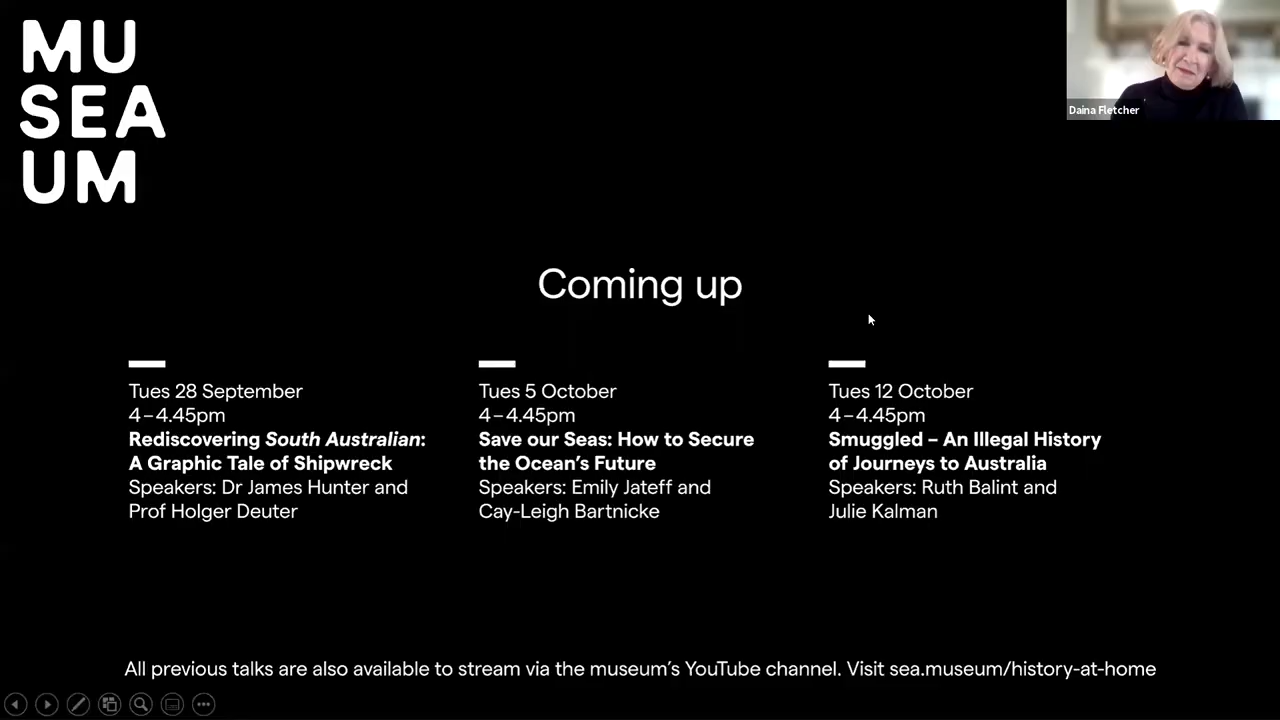 MU
SEA
UM
Daina Fletcher
Coming up
Tues 28 September
4–4.45pm
Rediscovering South Australian:
A Graphic Tale of Shipwreck
Speakers: Dr James Hunter and
Prof Holger Deuter
Tues 5 October
4–4.45pm
Save our Seas: How to Secure
the Ocean’s Future
Speakers: Emily Jateff and
Cay-Leigh Bartnicke
Tues 12 October
4–4.45pm
Smuggled – An Illegal History
of Journeys to Australia
Speakers: Ruth Balint and
Julie Kalman
All previous talks are also available to stream via the museum’s YouTube channel. Visit sea.museum/history-at-home